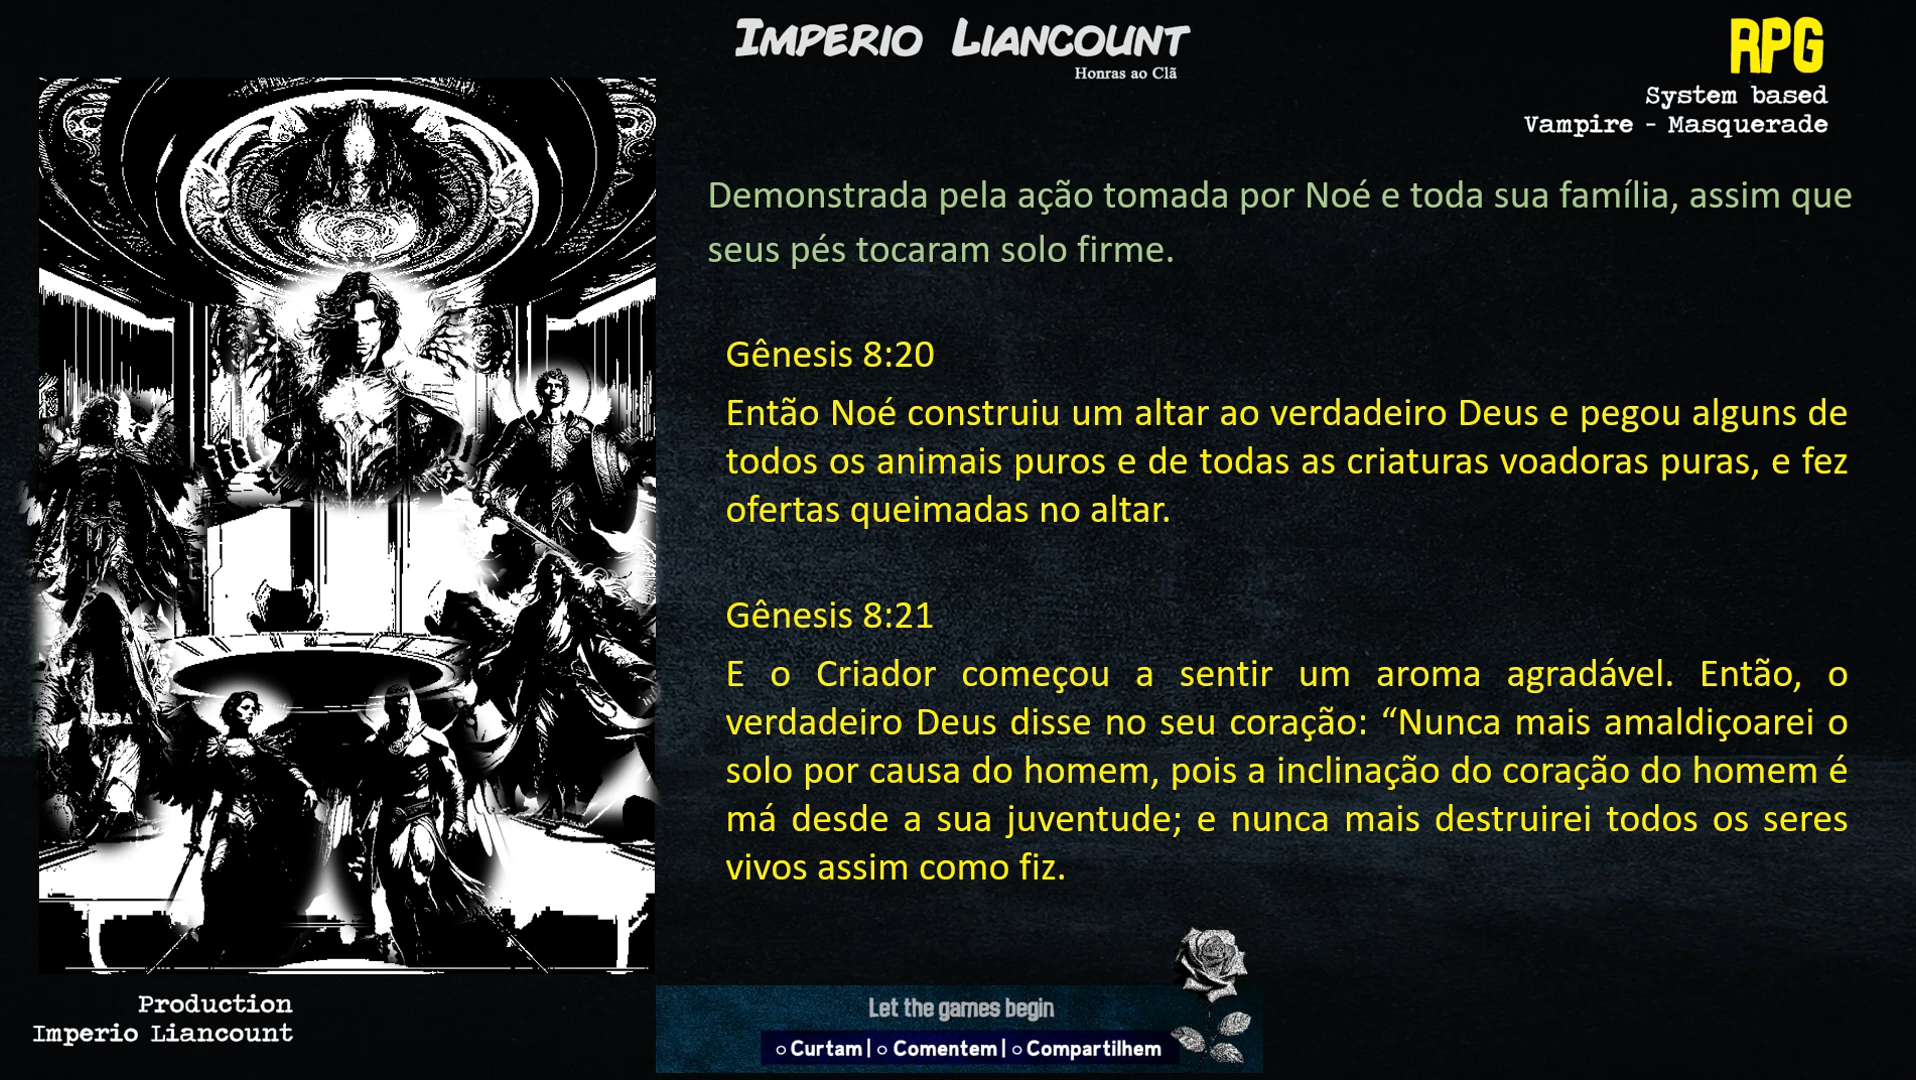 Imperio Liancount
Honras ao Clã
RPG
System based
Vampire - Masquerade
Demonstrada pela ação tomada por Noé e toda sua família, assim que
seus pés tocaram solo firme.
Gênesis 8:20
Então Noé construiu um altar ao verdadeiro Deus e pegou alguns de
todos os animais puros e de todas as criaturas voadoras puras, e fez
ofertas queimadas no altar.
Gênesis 8:21
E o Criador começou a sentir um aroma agradável. Então, o
verdadeiro Deus disse no seu coração: “Nunca mais amaldiçoarei o
solo por causa do homem, pois a inclinação do coração do homem é
má desde a sua juventude; e nunca mais destruirei todos os seres
vivos assim como fiz.
Production
Imperio Liancount
Let the games begin
○ Curtam | ○ Comentem | ○ Compartilhem